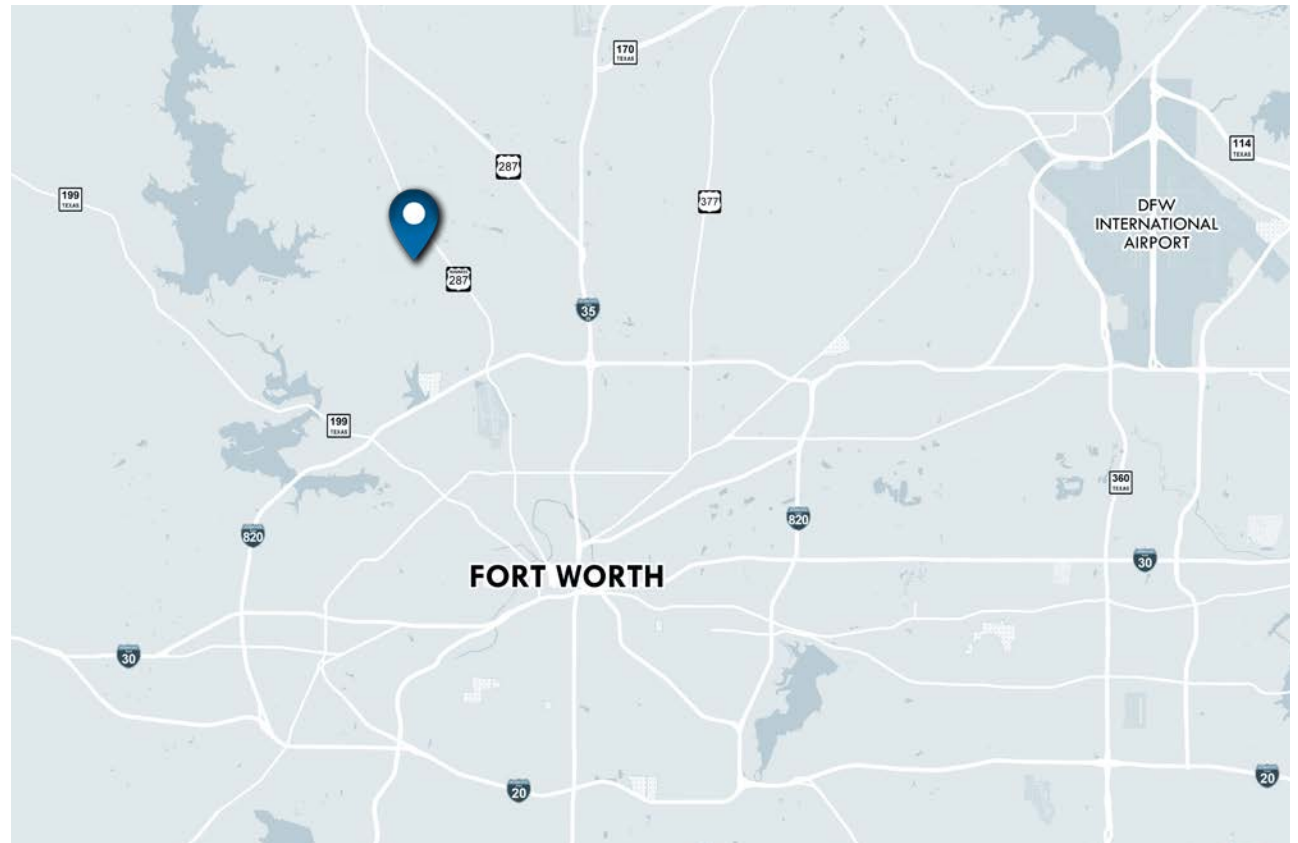 170
TEXAS
114
TEXAS
287
199
TEXAS
377
DFW
INTERNATIONAL
AIRPORT
287
35
199
TEXAS
360
TEXAS
820
820
30
FORT WORTH
30
20
20